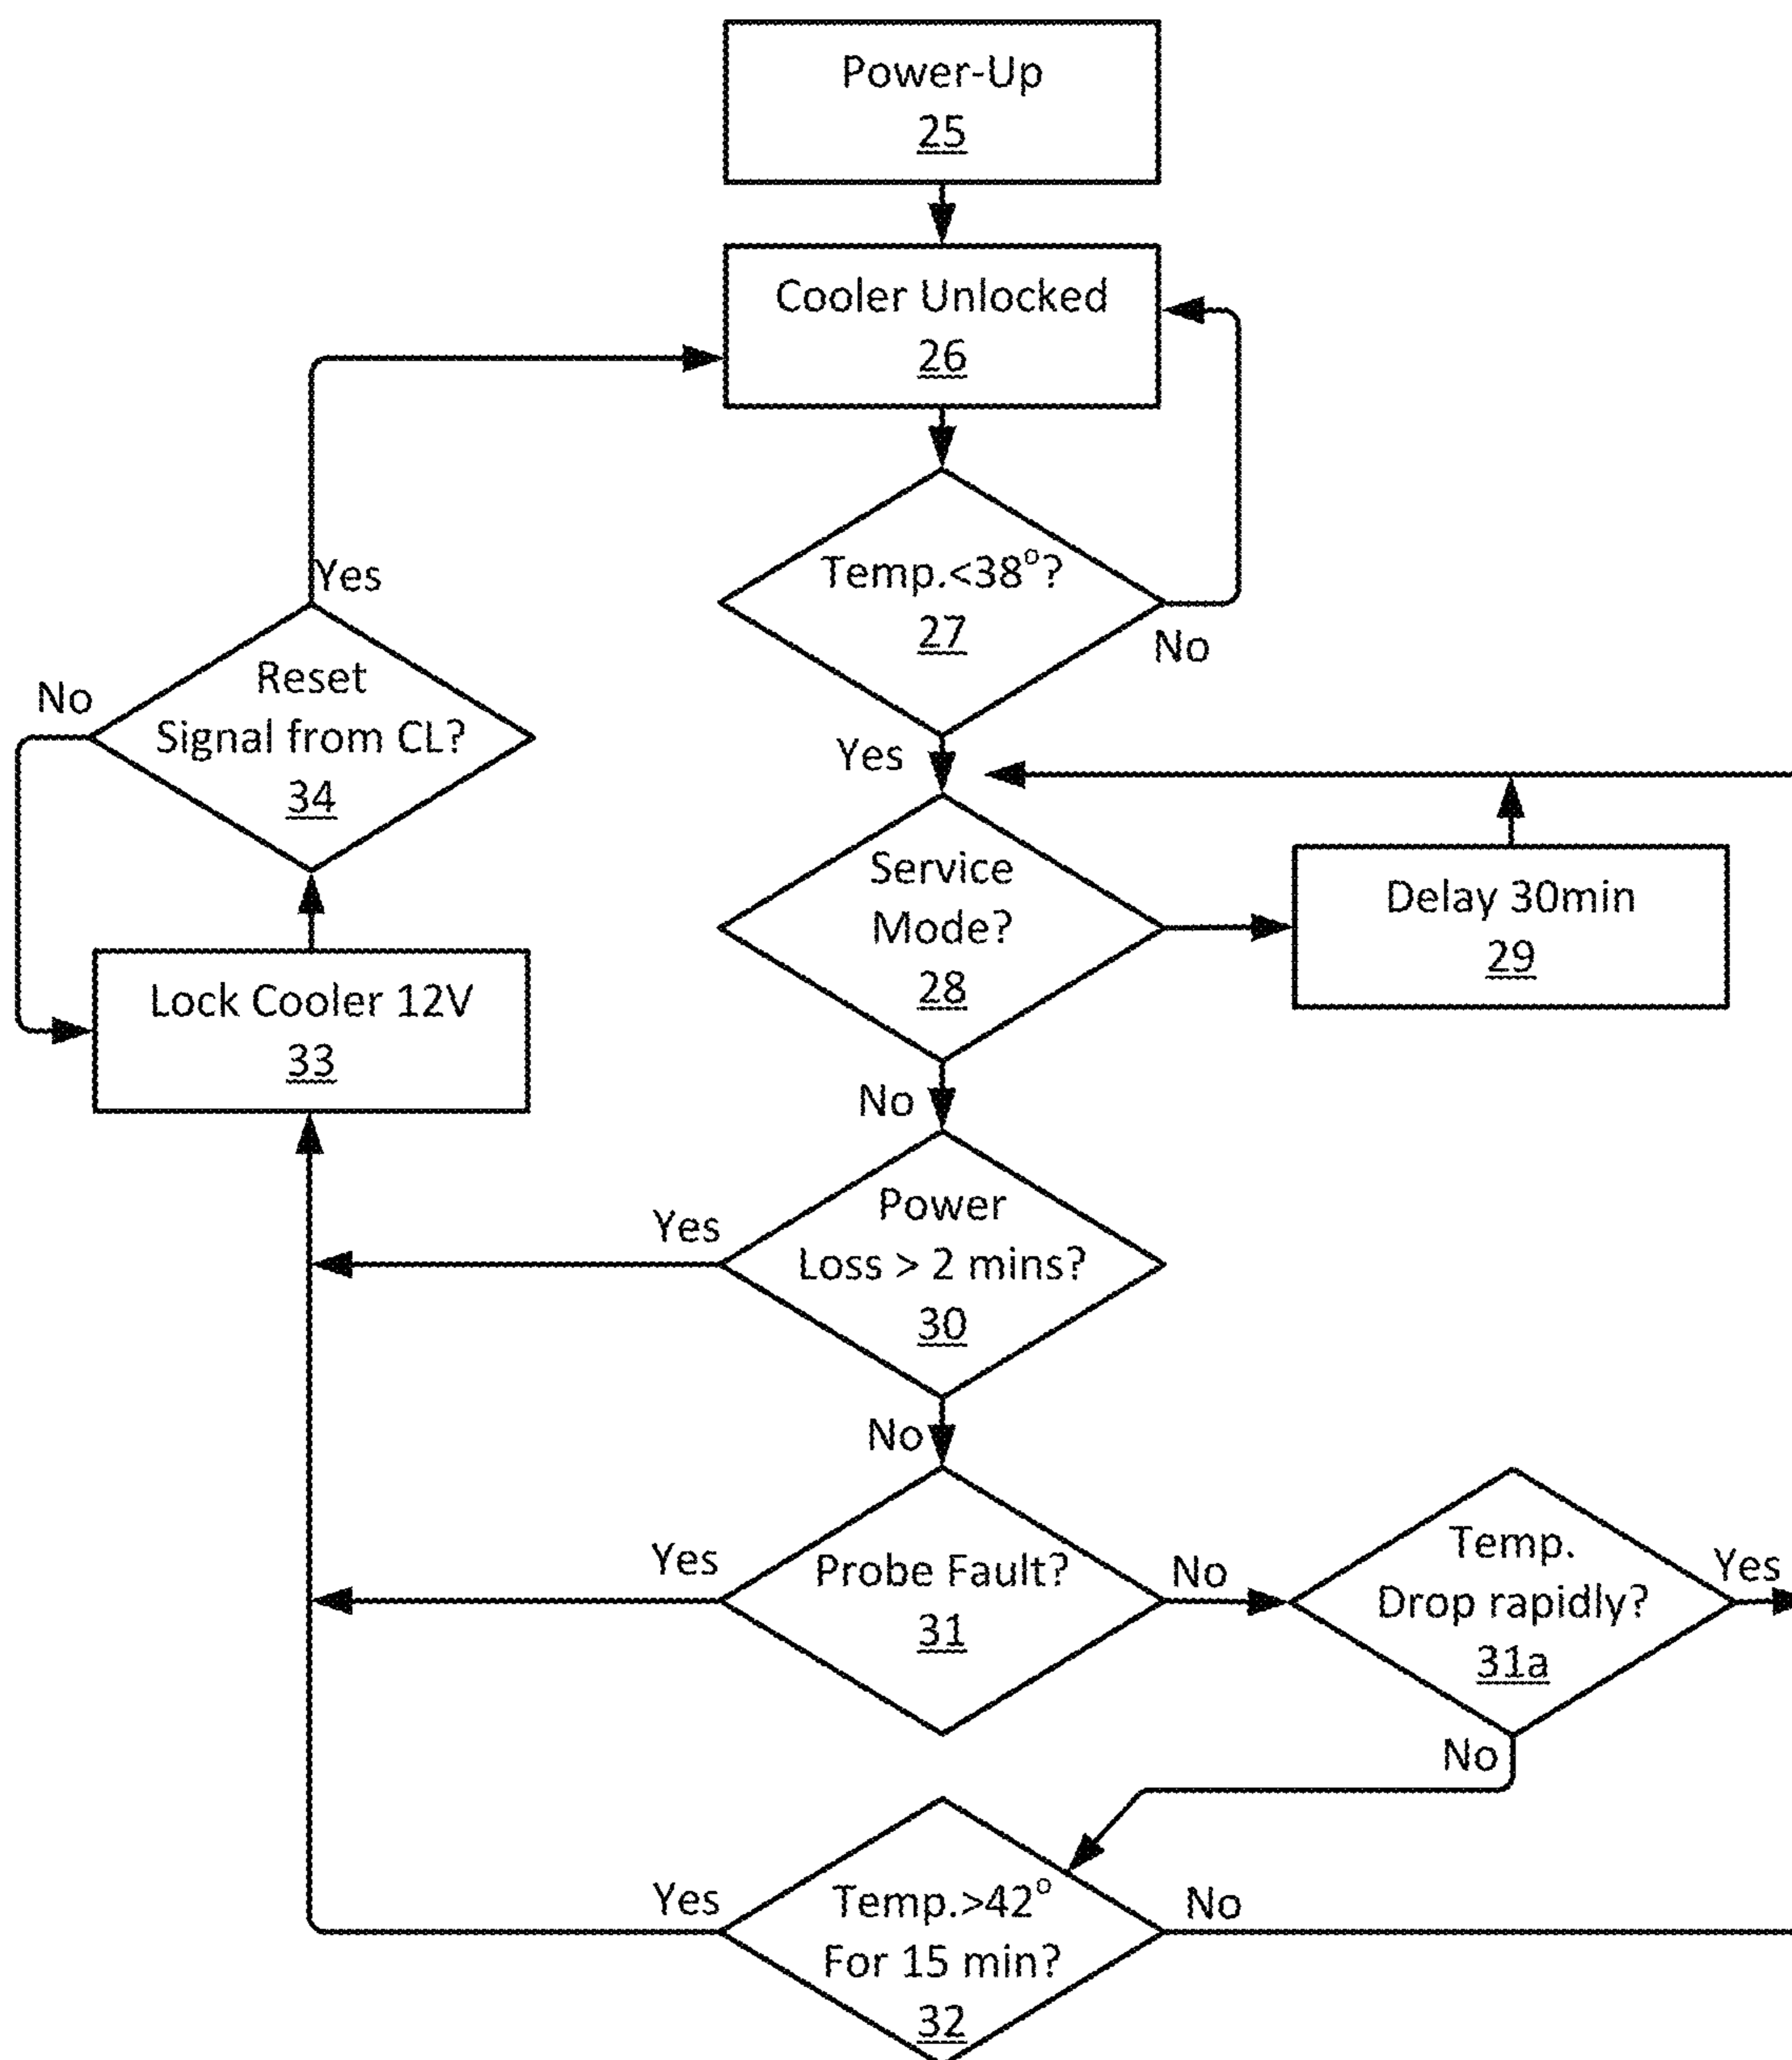 Power-Up
25
Cooler Unlocked
26
Temp.<38°?
27
No
Yes
Reset
Signal from CL?
34
No
Yes
Service
Mode?
28
Delay 30min
29
Lock Cooler 12V
33
No
Power
Loss > 2 mins?
30
Yes
No
Probe Fault?
31
Yes
No
Temp.
Drop rapidly?
31a
Yes
No
Temp.>42°
For 15 min?
32
Yes
No